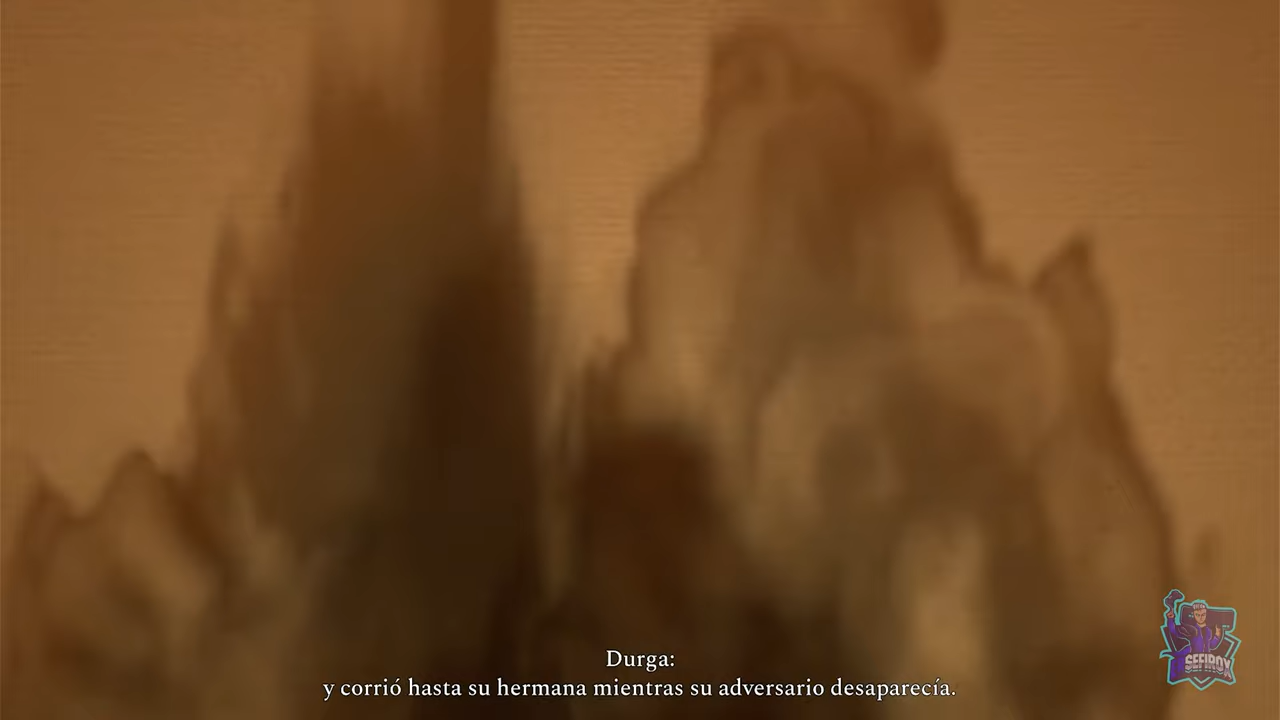 Durga:
y corrió hasta su hermana mientras su adversario desaparecía.
SEFIROX